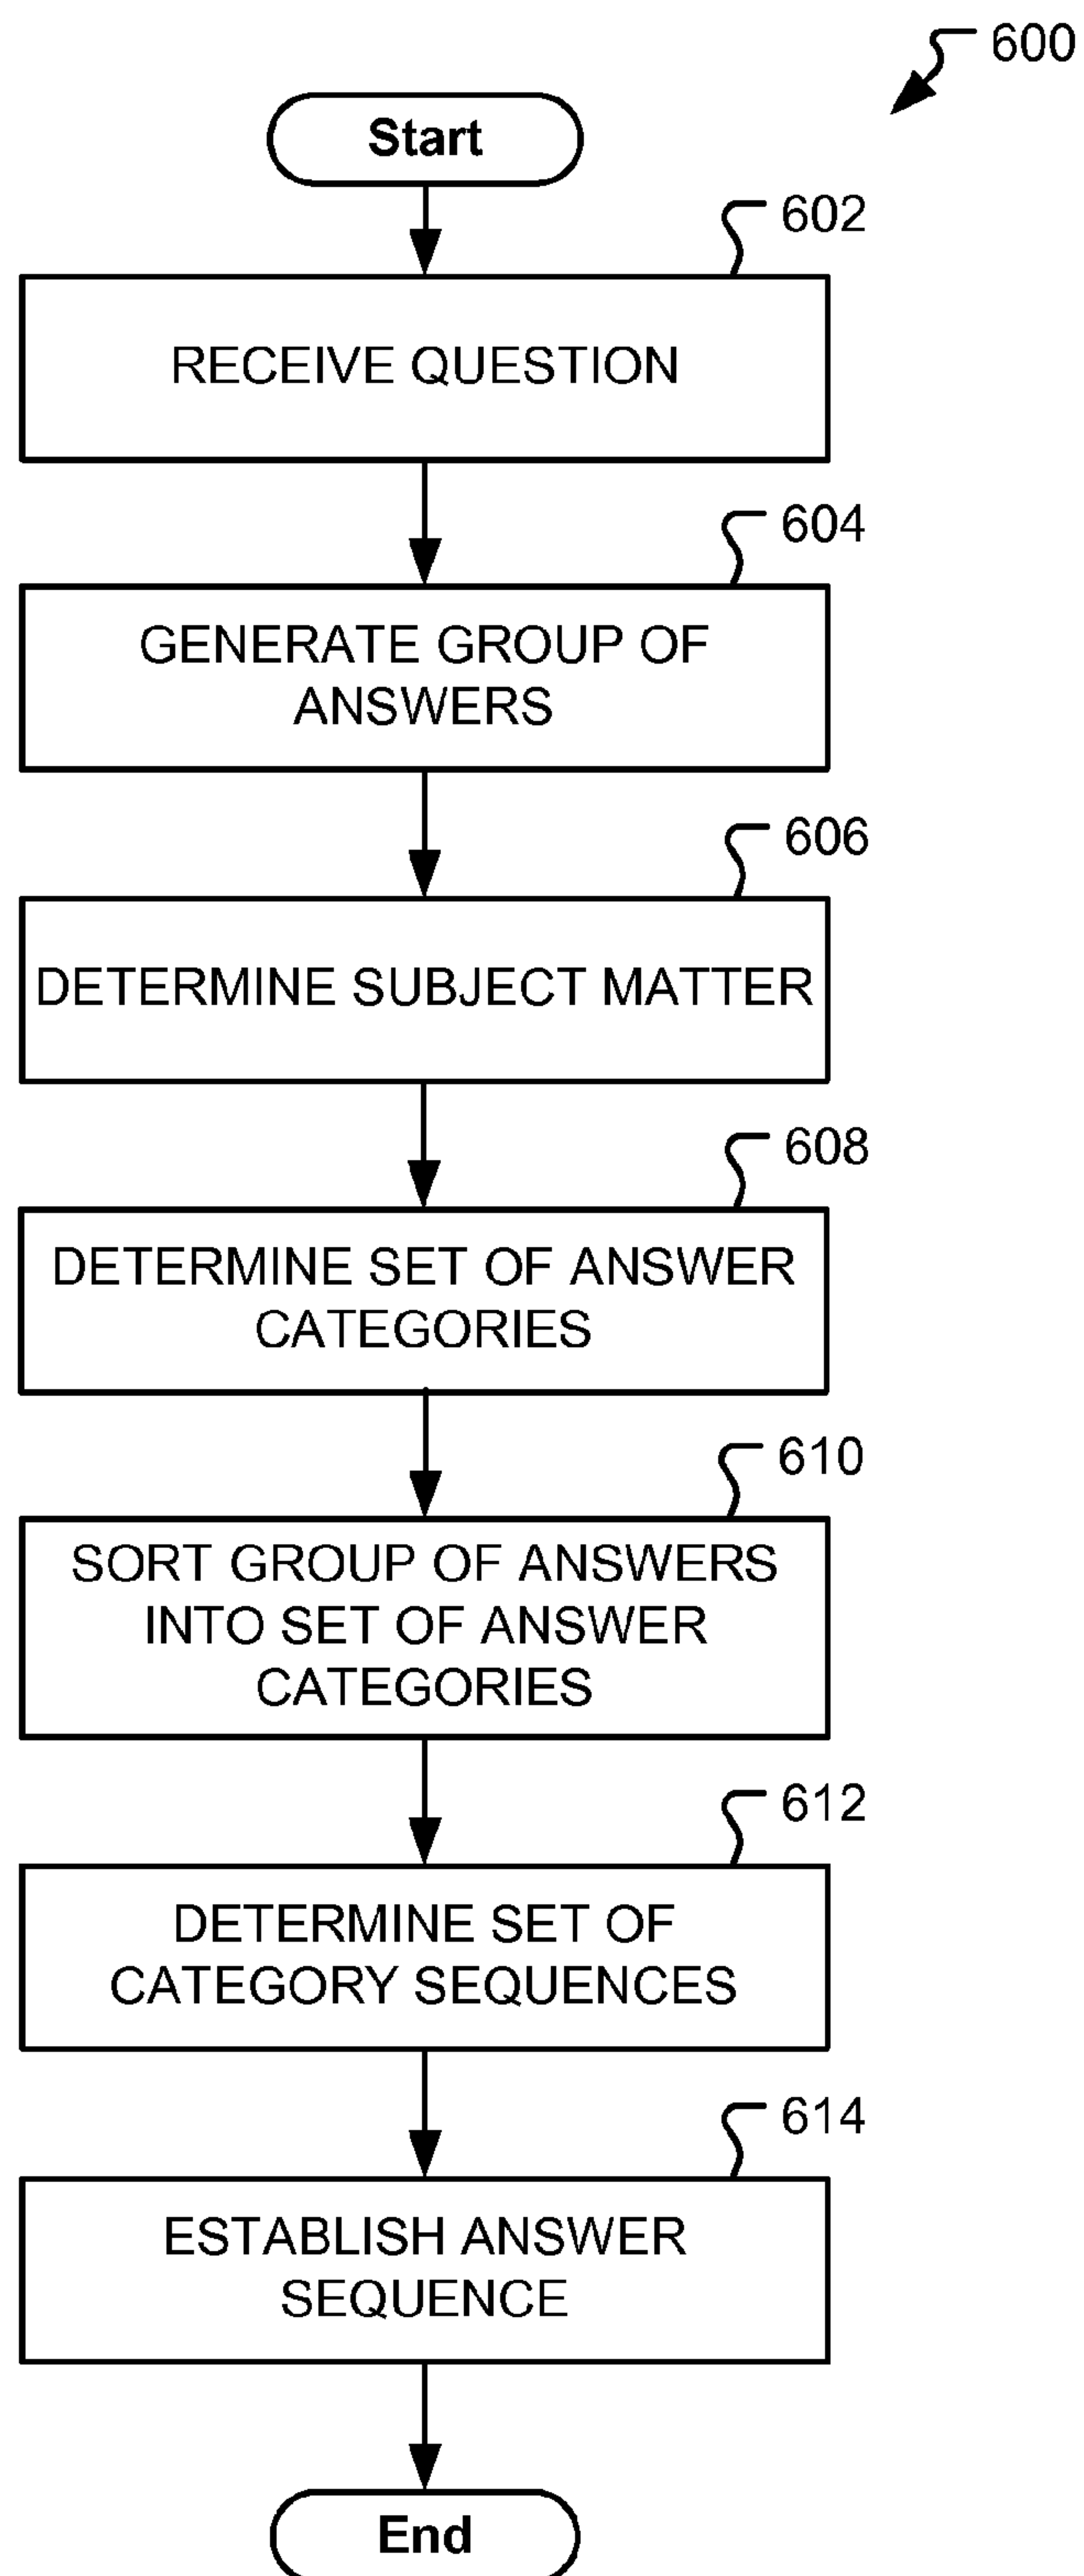 600
Start
602
RECEIVE QUESTION
604
GENERATE GROUP OF
ANSWERS
606
DETERMINE SUBJECT MATTER
608
DETERMINE SET OF ANSWER
CATEGORIES
610
SORT GROUP OF ANSWERS
INTO SET OF ANSWER
CATEGORIES
612
DETERMINE SET OF
CATEGORY SEQUENCES
614
ESTABLISH ANSWER
SEQUENCE
End